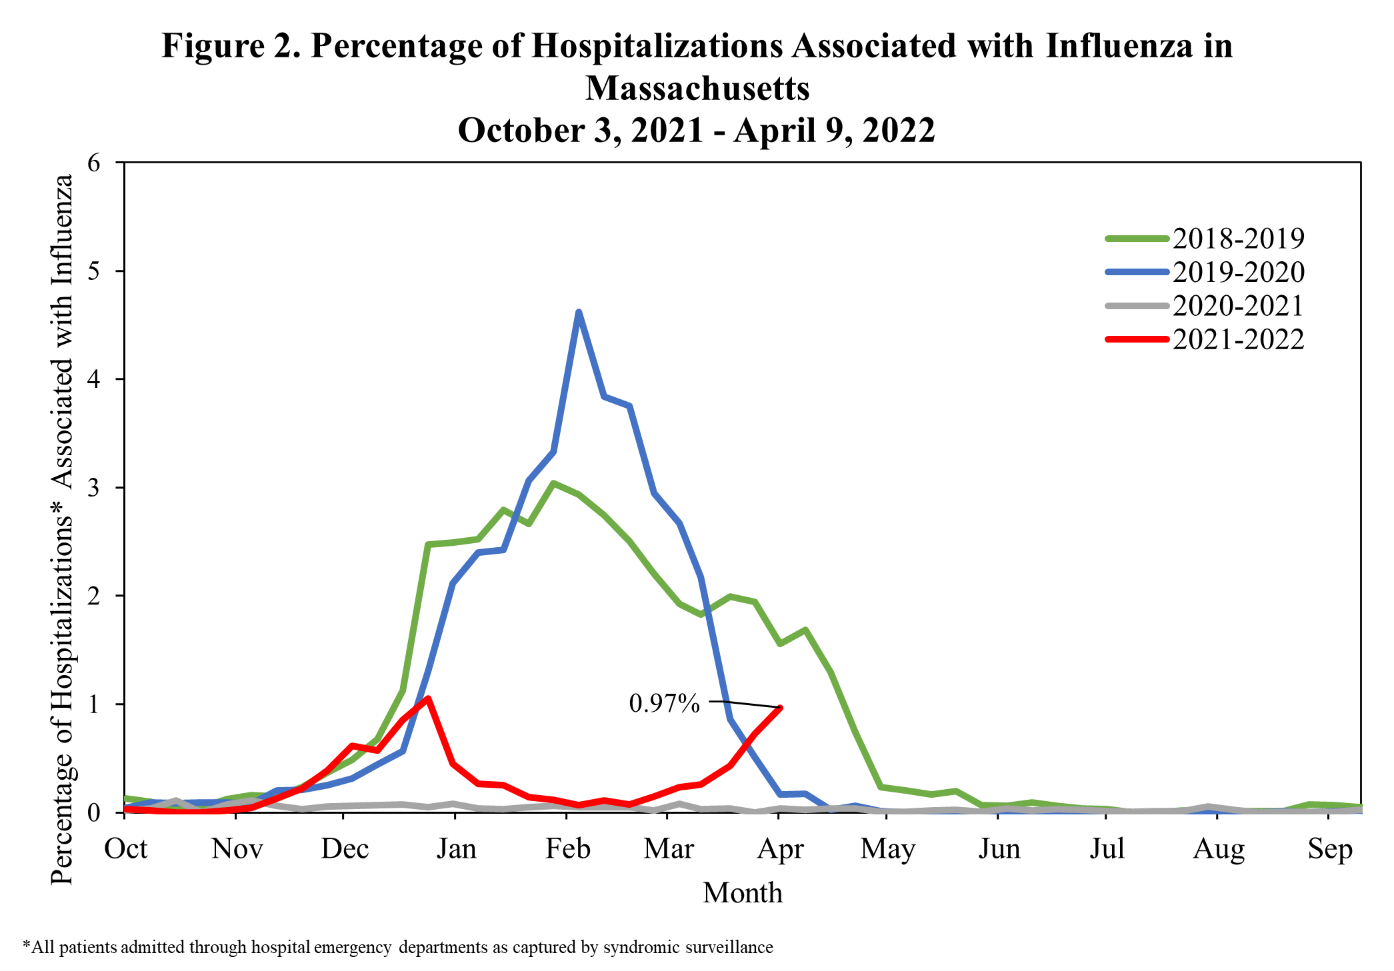 Figure 2. Percentage of Hospitalizations Associated with Influenza in
Massachusetts
October 3, 2021 - April 9, 2022
Percentage of Hospitalizations* Associated with Influenza
6
5
4
3
2
1
0
2018-2019
2019-2020
2020-2021
2021-2022
0.97%
Oct Nov Dec Jan Feb Mar Apr May Jun Jul Aug Sep
Month
*All patients admitted through hospital emergency departments as captured by syndromic surveillance